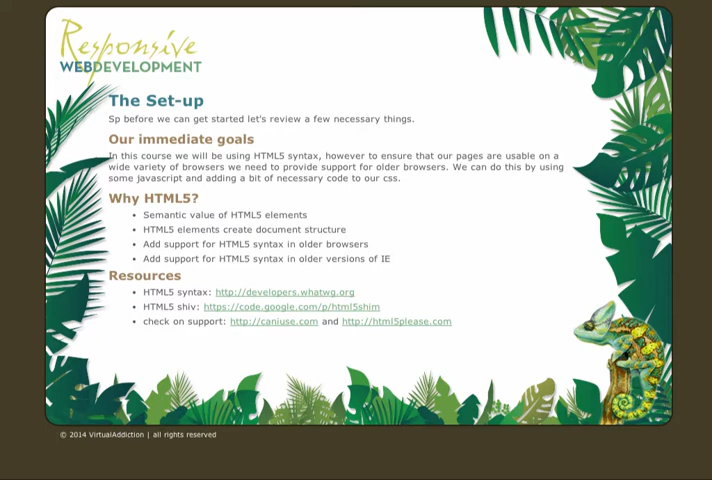 Responsive
WEBDEVELOPMENT
The Set-up
Sp before we can get started let's review a few necessary things.
Our immediate goals
In this course we will be using HTML5 syntax, however to ensure that our pages are usable on a
wide variety of browsers we need to provide support for older browsers. We can do this by using
some javascript and adding a bit of necessary code to our css.
Why HTML5?
• Semantic value of HTML5 elements
• HTML5 elements create document structure
• Add support for HTML5 syntax in older browsers
• Add support for HTML5 syntax in older versions of IE
Resources
• HTML5 syntax: http://developers.whatwg.org
• HTML5 shiv: https://code.google.com/p/html5shim
• check on support: http://caniuse.com and http://html5please.com
© 2014 VirtualAddiction | all rights reserved